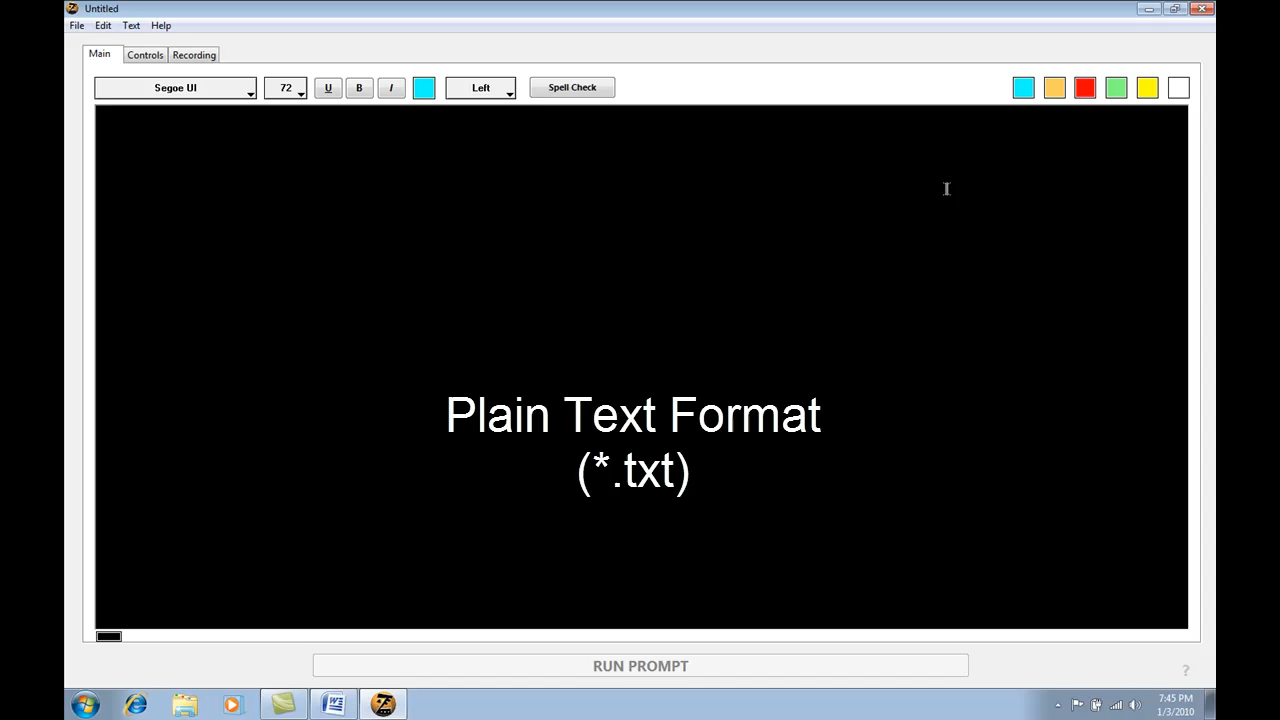 Untitled
File Edit Text Help
Main Controls Recording
Segoe UI 72 U B I Left Spell Check
Plain Text Format
(*.txt)
RUN PROMPT
?
7:45 PM
1/3/2010